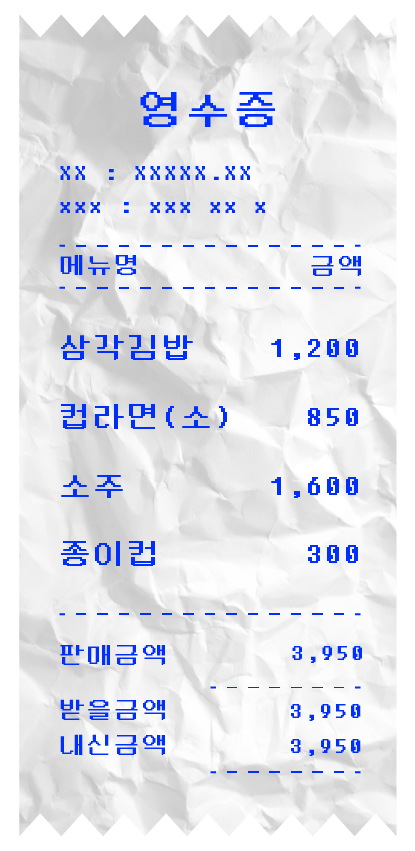 영수증
xx : xxxxx.xx
xxx : xxx xx x
메뉴명 금액
삼각김밥 1,200
컵라면(소) 850
소주 1,600
종이컵 300
판매금액 3,950
받을금액 3,950
내신금액 3,950